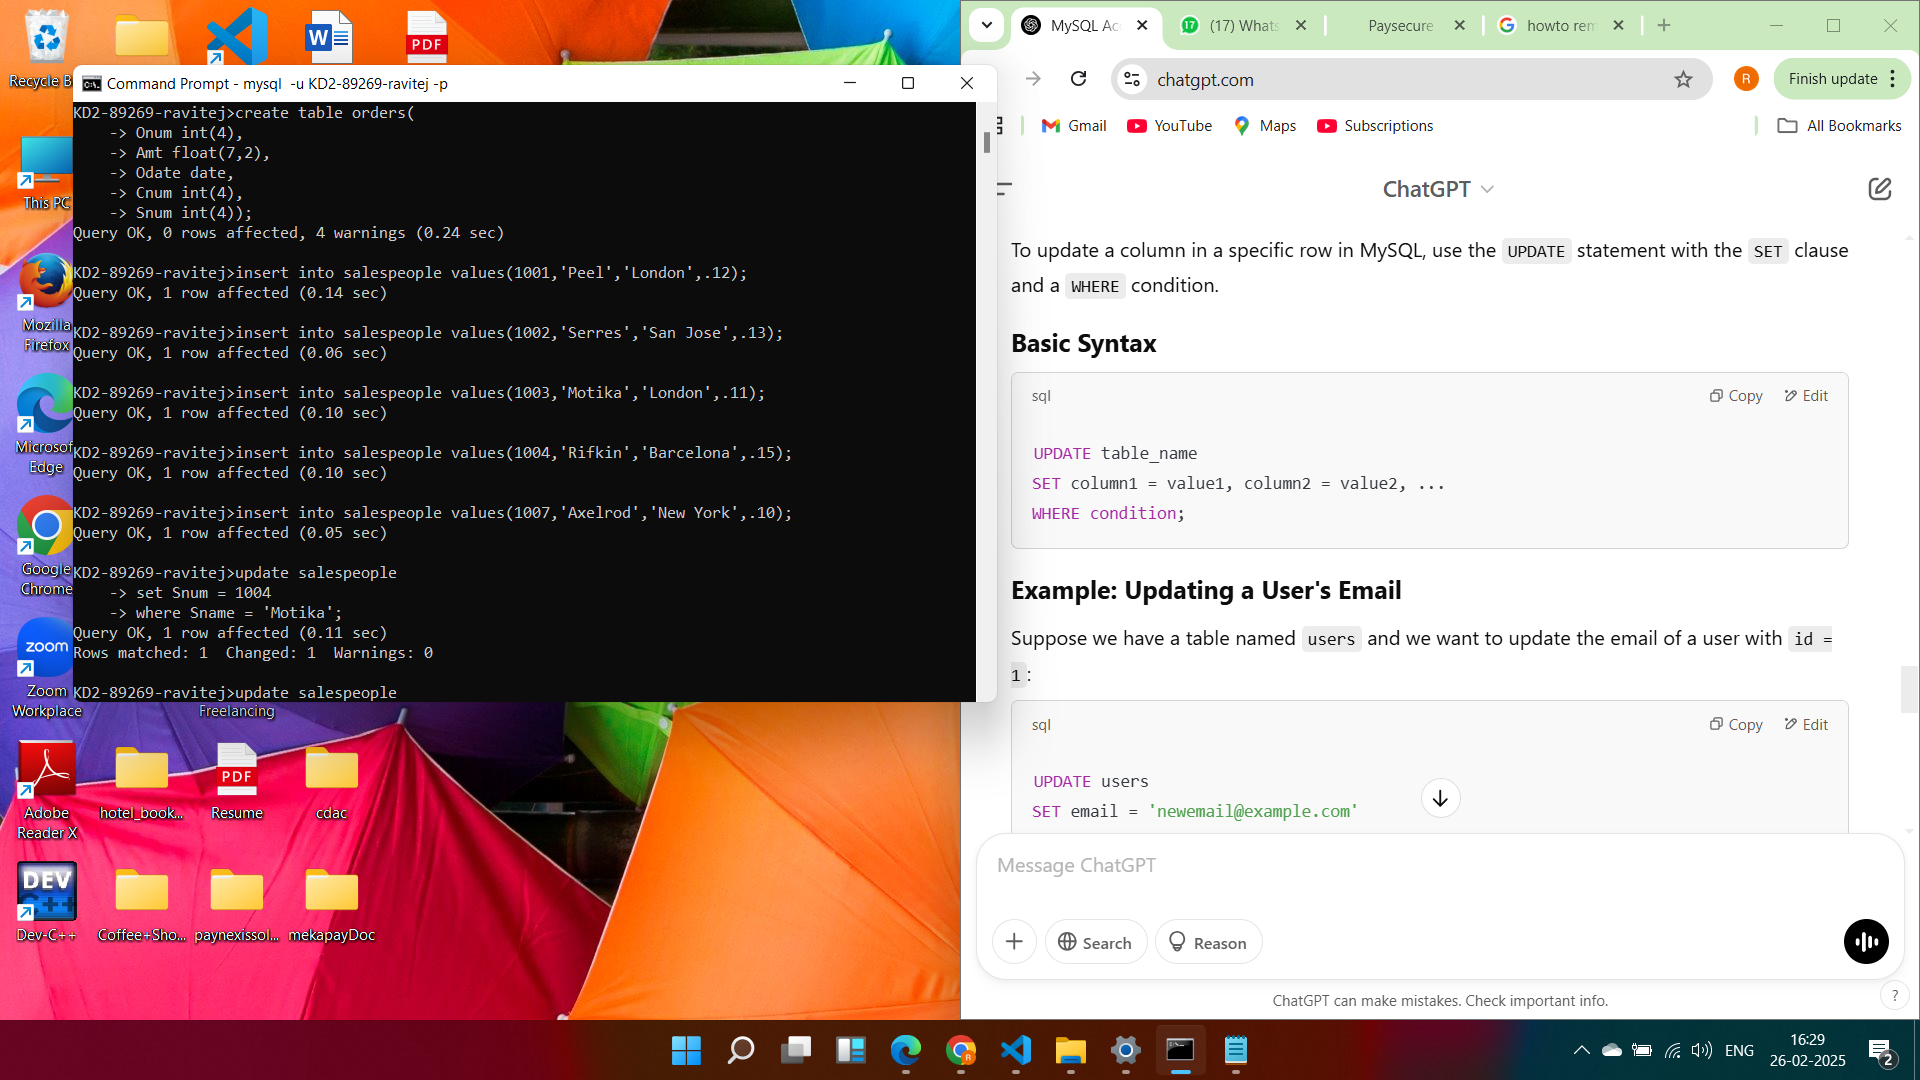 Recycle B
PDF
Command Prompt - mysql  -u KD2-89269-ravitej -p
KD2-89269-ravitej>create table orders(
    -> Onum int(4),
    -> Amt float(7,2),
    -> Odate date,
    -> Cnum int(4),
    -> Snum int(4));
Query OK, 0 rows affected, 4 warnings (0.24 sec)
KD2-89269-ravitej>insert into salespeople values(1001,'Peel','London',.12);
Query OK, 1 row affected (0.14 sec)
KD2-89269-ravitej>insert into salespeople values(1002,'Serres','San Jose',.13);
Query OK, 1 row affected (0.06 sec)
KD2-89269-ravitej>insert into salespeople values(1003,'Motika','London',.11);
Query OK, 1 row affected (0.10 sec)
KD2-89269-ravitej>insert into salespeople values(1004,'Rifkin','Barcelona',.15);
Query OK, 1 row affected (0.10 sec)
KD2-89269-ravitej>insert into salespeople values(1007,'Axelrod','New York',.10);
Query OK, 1 row affected (0.05 sec)
KD2-89269-ravitej>update salespeople
    -> set Snum = 1004
    -> where Sname = 'Motika';
Query OK, 1 row affected (0.11 sec)
Rows matched: 1  Changed: 1  Warnings: 0
KD2-89269-ravitej>update salespeople
This PC
Mozilla
Firefox
Microsof
Edge
Google
Chrome
zoom
Zoom
Workplace
Freelancing
Adobe
Reader X
hotel_book...
PDF
Resume
cdac
DEV
C++
Dev-C++
Coffee+Sho...
paynexissol...
mekapayDoc
MySQL Ac
(17) Whats
Paysecure
howto rem
chatgpt.com
R
Finish update
Gmail
YouTube
Maps
Subscriptions
All Bookmarks
ChatGPT
To update a column in a specific row in MySQL, use the UPDATE statement with the SET clause
and a WHERE condition.
Basic Syntax
sql
Copy
Edit
UPDATE table_name
SET column1 = value1, column2 = value2, ...
WHERE condition;
Example: Updating a User's Email
Suppose we have a table named users and we want to update the email of a user with id =
1 :
sql
Copy
Edit
UPDATE users
SET email = 'newemail@example.com'
Message ChatGPT
Search
Reason
ChatGPT can make mistakes. Check important info.
?
ENG
16:29
26-02-2025
2